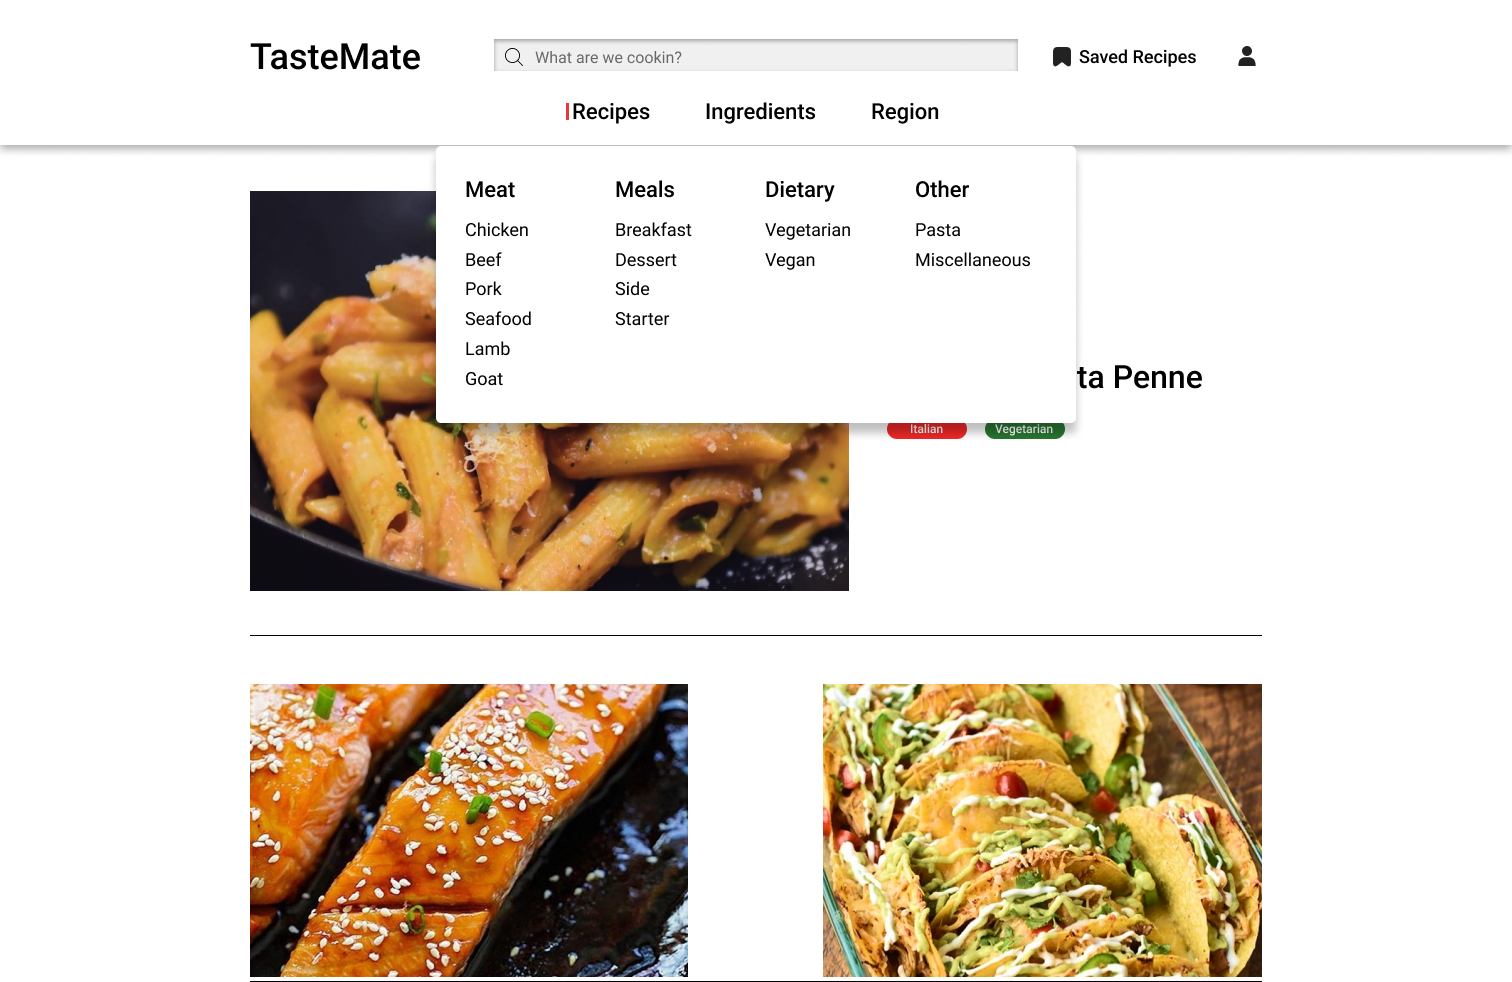 TasteMate
What are we cookin?
Saved Recipes
Recipes
Ingredients
Region
Meat
Chicken
Beef
Pork
Seafood
Lamb
Goat
Meals
Breakfast
Dessert
Side
Starter
Dietary
Vegetarian
Vegan
Other
Pasta
Miscellaneous
ta Penne
Italian
Vegetarian